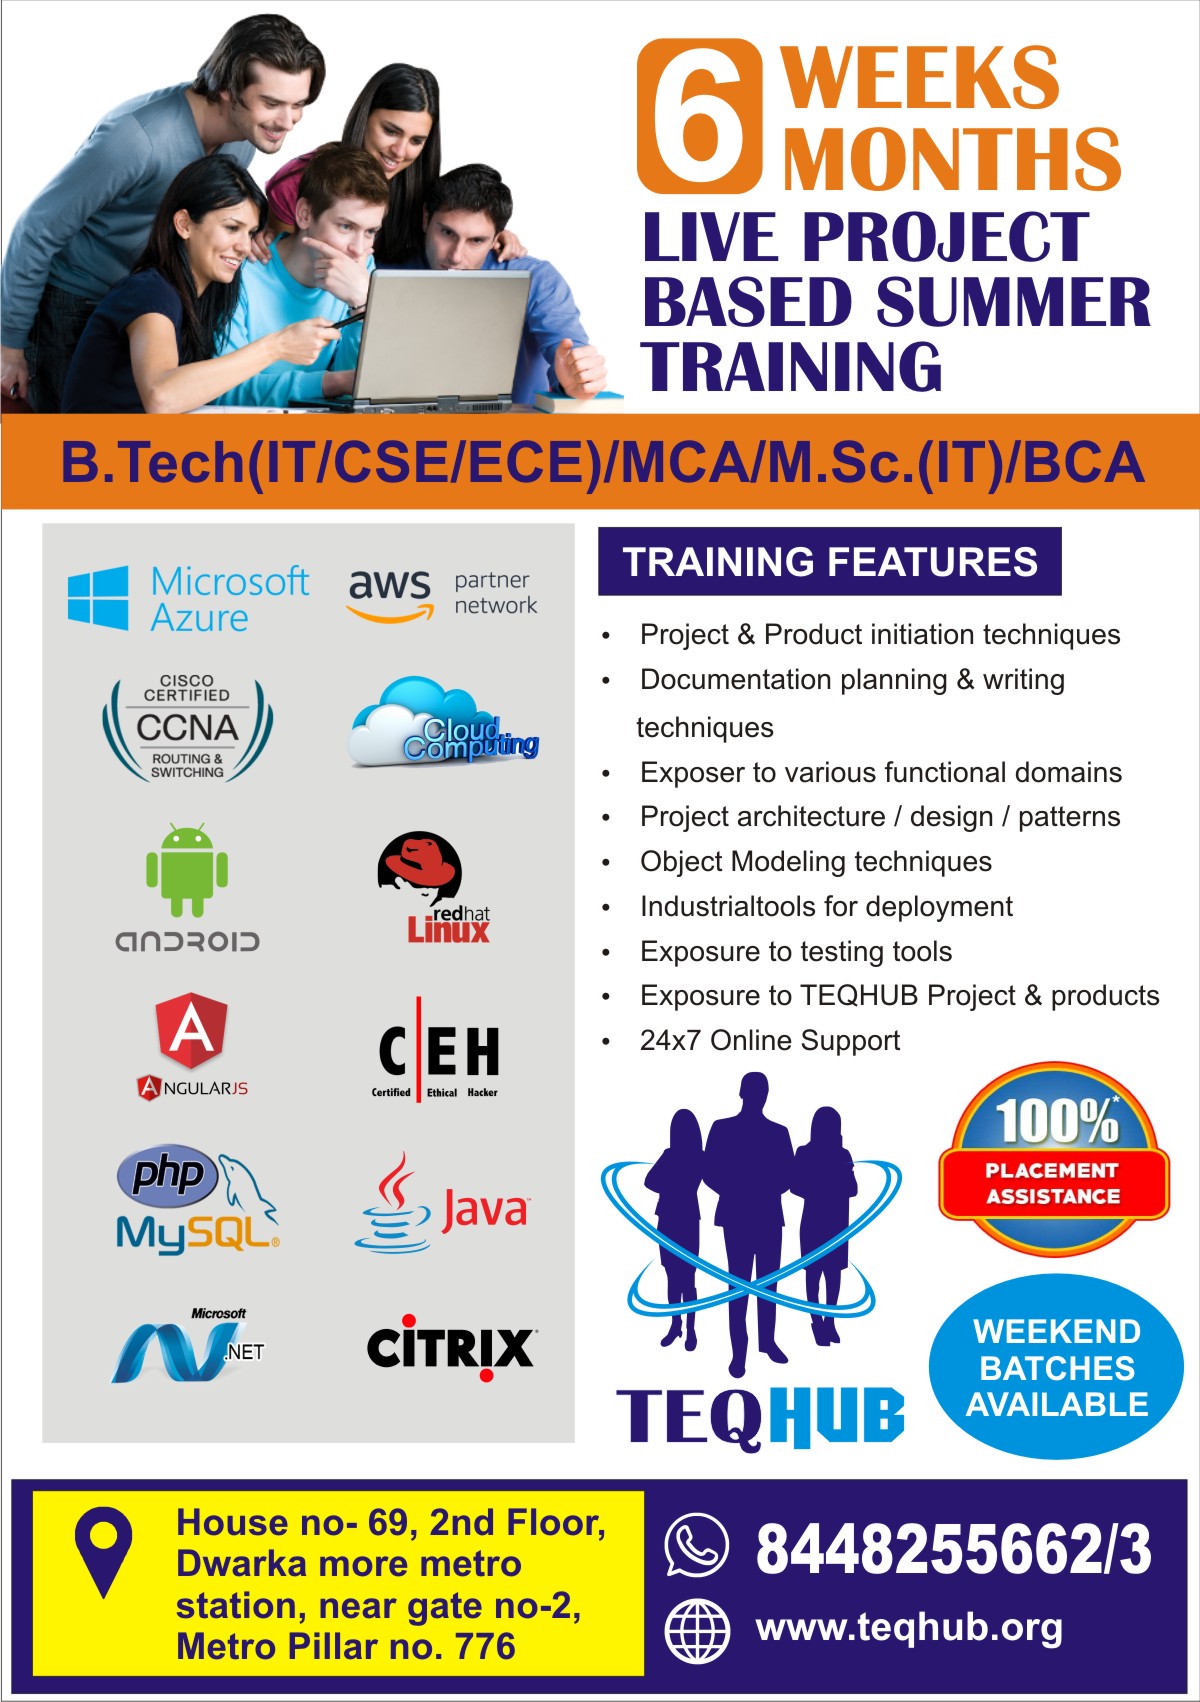 6 WEEKS
MONTHS
LIVE PROJECT
BASED SUMMER
TRAINING
B.Tech(IT/CSE/ECE)/MCA/M.Sc.(IT)/BCA
Microsoft
Azure
aws partner
network
CISCO
CERTIFIED
CCNA
ROUTING &
SWITCHING
Cloud
Computing
ANDROID
redhat
Linux
A
ANGULARJS
C|EH
Certified Ethical Hacker
php
MySQL®
Java™
Microsoft
.NET
CiTRIX®
TRAINING FEATURES
• Project & Product initiation techniques
• Documentation planning & writing
techniques
• Exposer to various functional domains
• Project architecture / design / patterns
• Object Modeling techniques
• Industrialtools for deployment
• Exposure to testing tools
• Exposure to TEQHUB Project & products
• 24x7 Online Support
100%*
PLACEMENT
ASSISTANCE
TEQHUB
WEEKEND
BATCHES
AVAILABLE
House no- 69, 2nd Floor,
Dwarka more metro
station, near gate no-2,
Metro Pillar no. 776
8448255662/3
www.teqhub.org